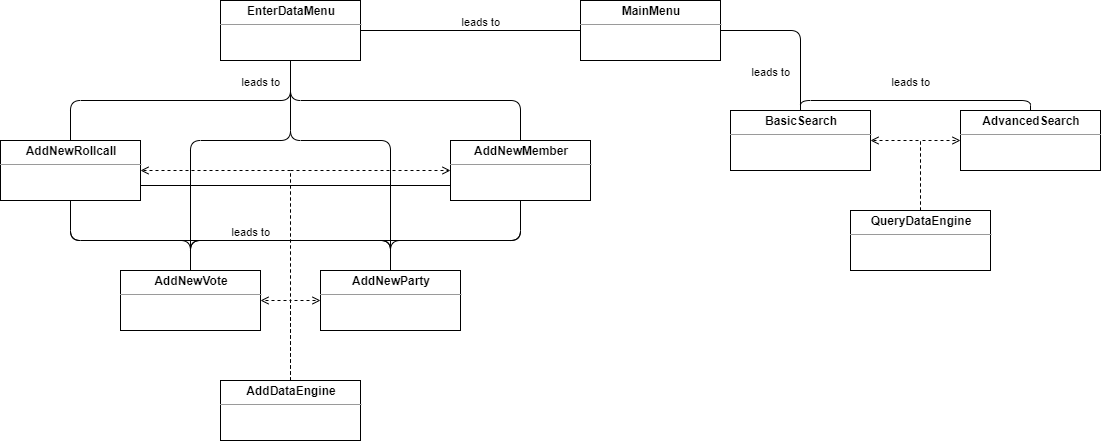 EnterDataMenu
leads to
MainMenu
leads to
leads to
leads to
BasicSearch
AdvancedSearch
AddNewRollcall
AddNewMember
QueryDataEngine
leads to
AddNewVote
AddNewParty
AddDataEngine